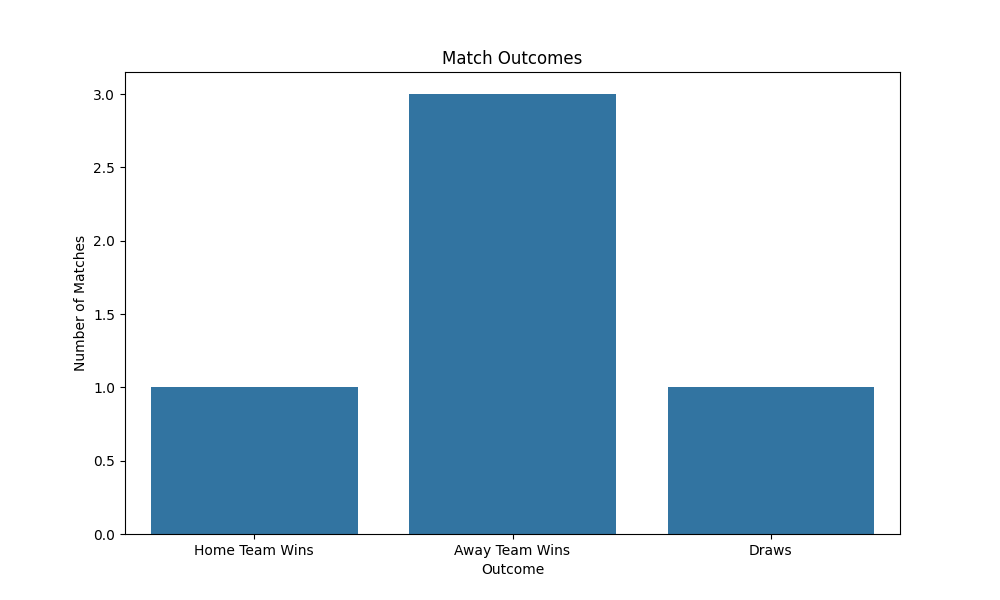 Match Outcomes
3.0
2.5
2.0
1.5
1.0
0.5
0.0
Number of Matches
Home Team Wins
Away Team Wins
Draws
Outcome